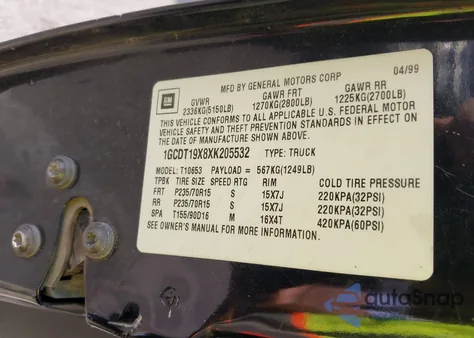 MFD BY GENERAL MOTORS CORP 04/99
GM GVWR GAWR FRT GAWR RR
2336KG(5150LB) 1270KG(2800LB) 1225KG(2700LB)
THIS VEHICLE CONFORMS TO ALL APPLICABLE U.S. FEDERAL MOTOR
VEHICLE SAFETY AND THEFT PREVENTION STANDARDS IN EFFECT ON
THE DATE OF MANUFACTURE SHOWN ABOVE.
1GCDT19X8XK205532 TYPE: TRUCK
MODEL: T10653 PAYLOAD = 567KG(1249LB)
TPBK TIRE SIZE SPEED RTG RIM COLD TIRE PRESSURE
FRT P235/70R15 S 15X7J 220KPA(32PSI)
RR P235/70R15 S 15X7J 220KPA(32PSI)
SPA T155/90D16 M 16X4T 420KPA(60PSI)
SEE OWNER'S MANUAL FOR MORE INFORMATION.
autoSnap